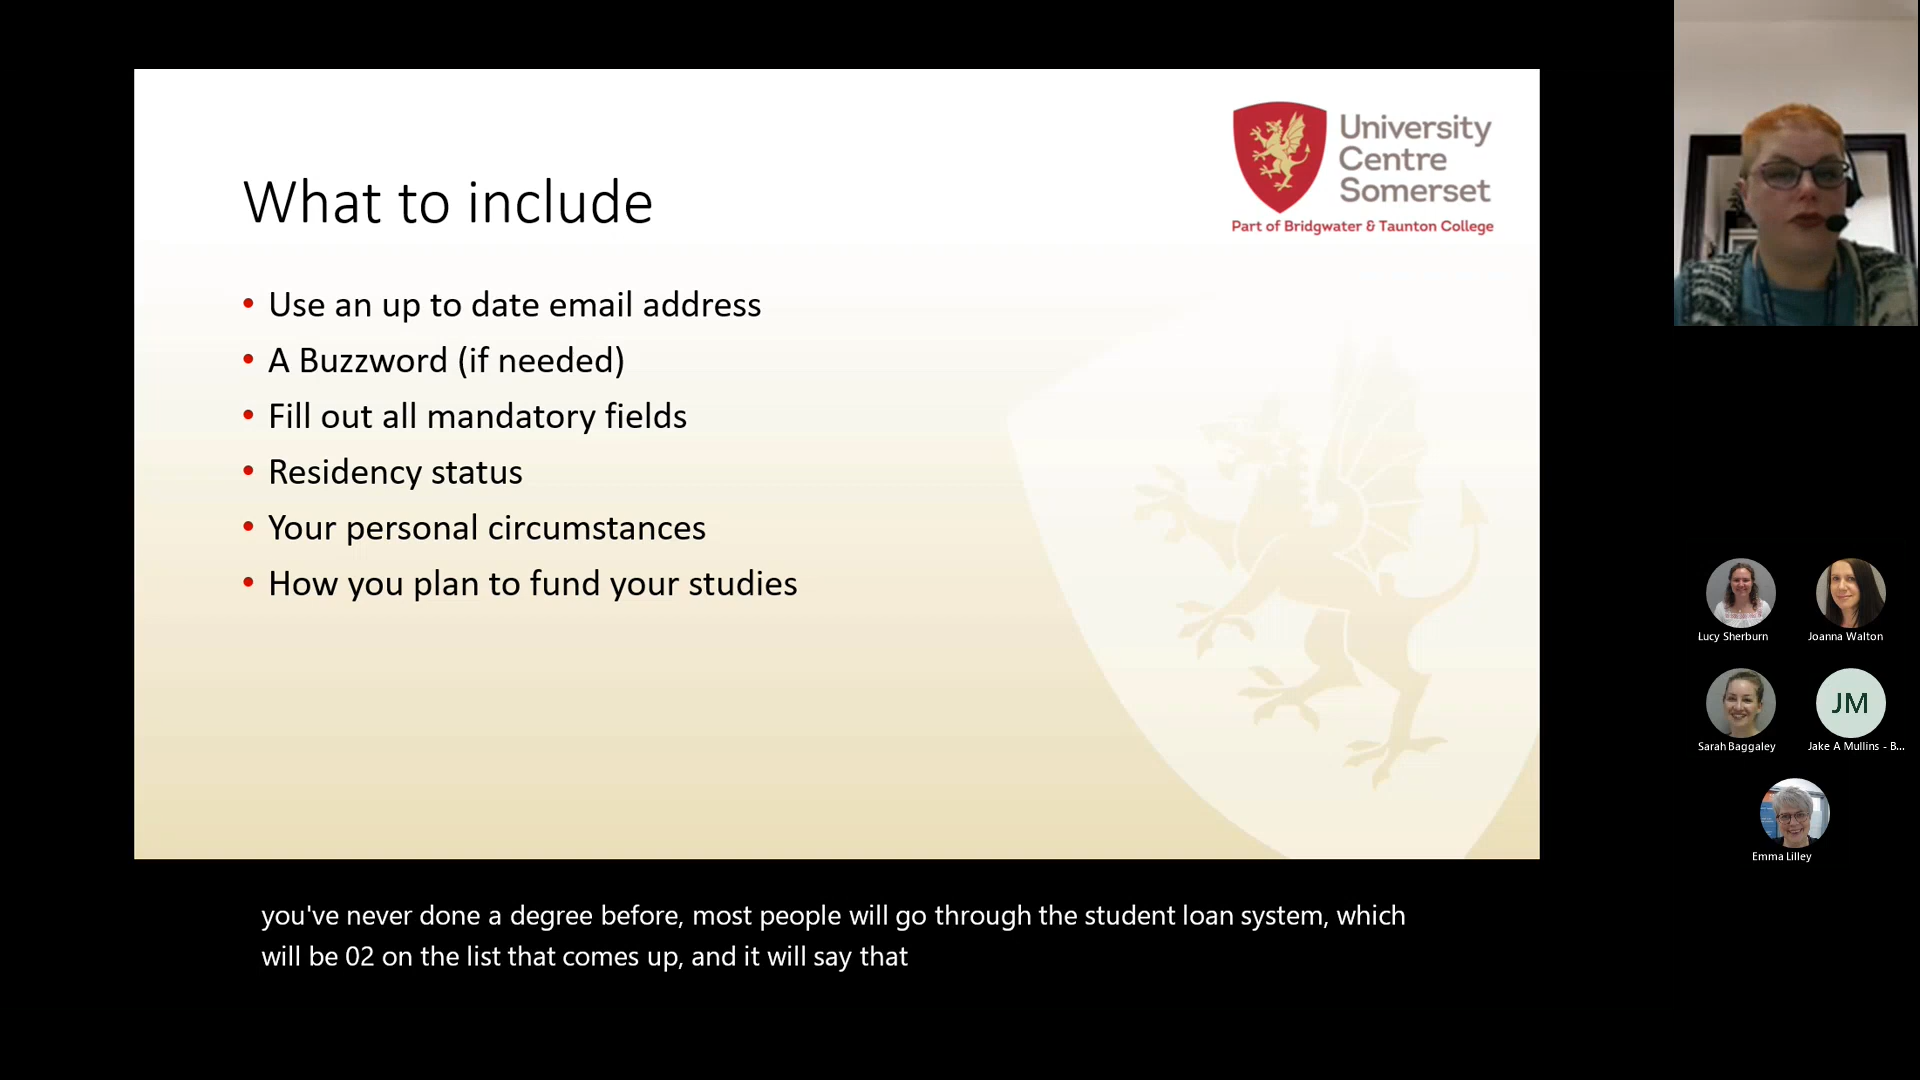 University
Centre
Somerset
Part of Bridgwater & Taunton College
What to include
• Use an up to date email address
• A Buzzword (if needed)
• Fill out all mandatory fields
• Residency status
• Your personal circumstances
• How you plan to fund your studies
Lucy Sherburn
Joanna Walton
Sarah Baggaley
JM
Jake A Mullins - B...
Emma Lilley
you've never done a degree before, most people will go through the student loan system, which
will be 02 on the list that comes up, and it will say that